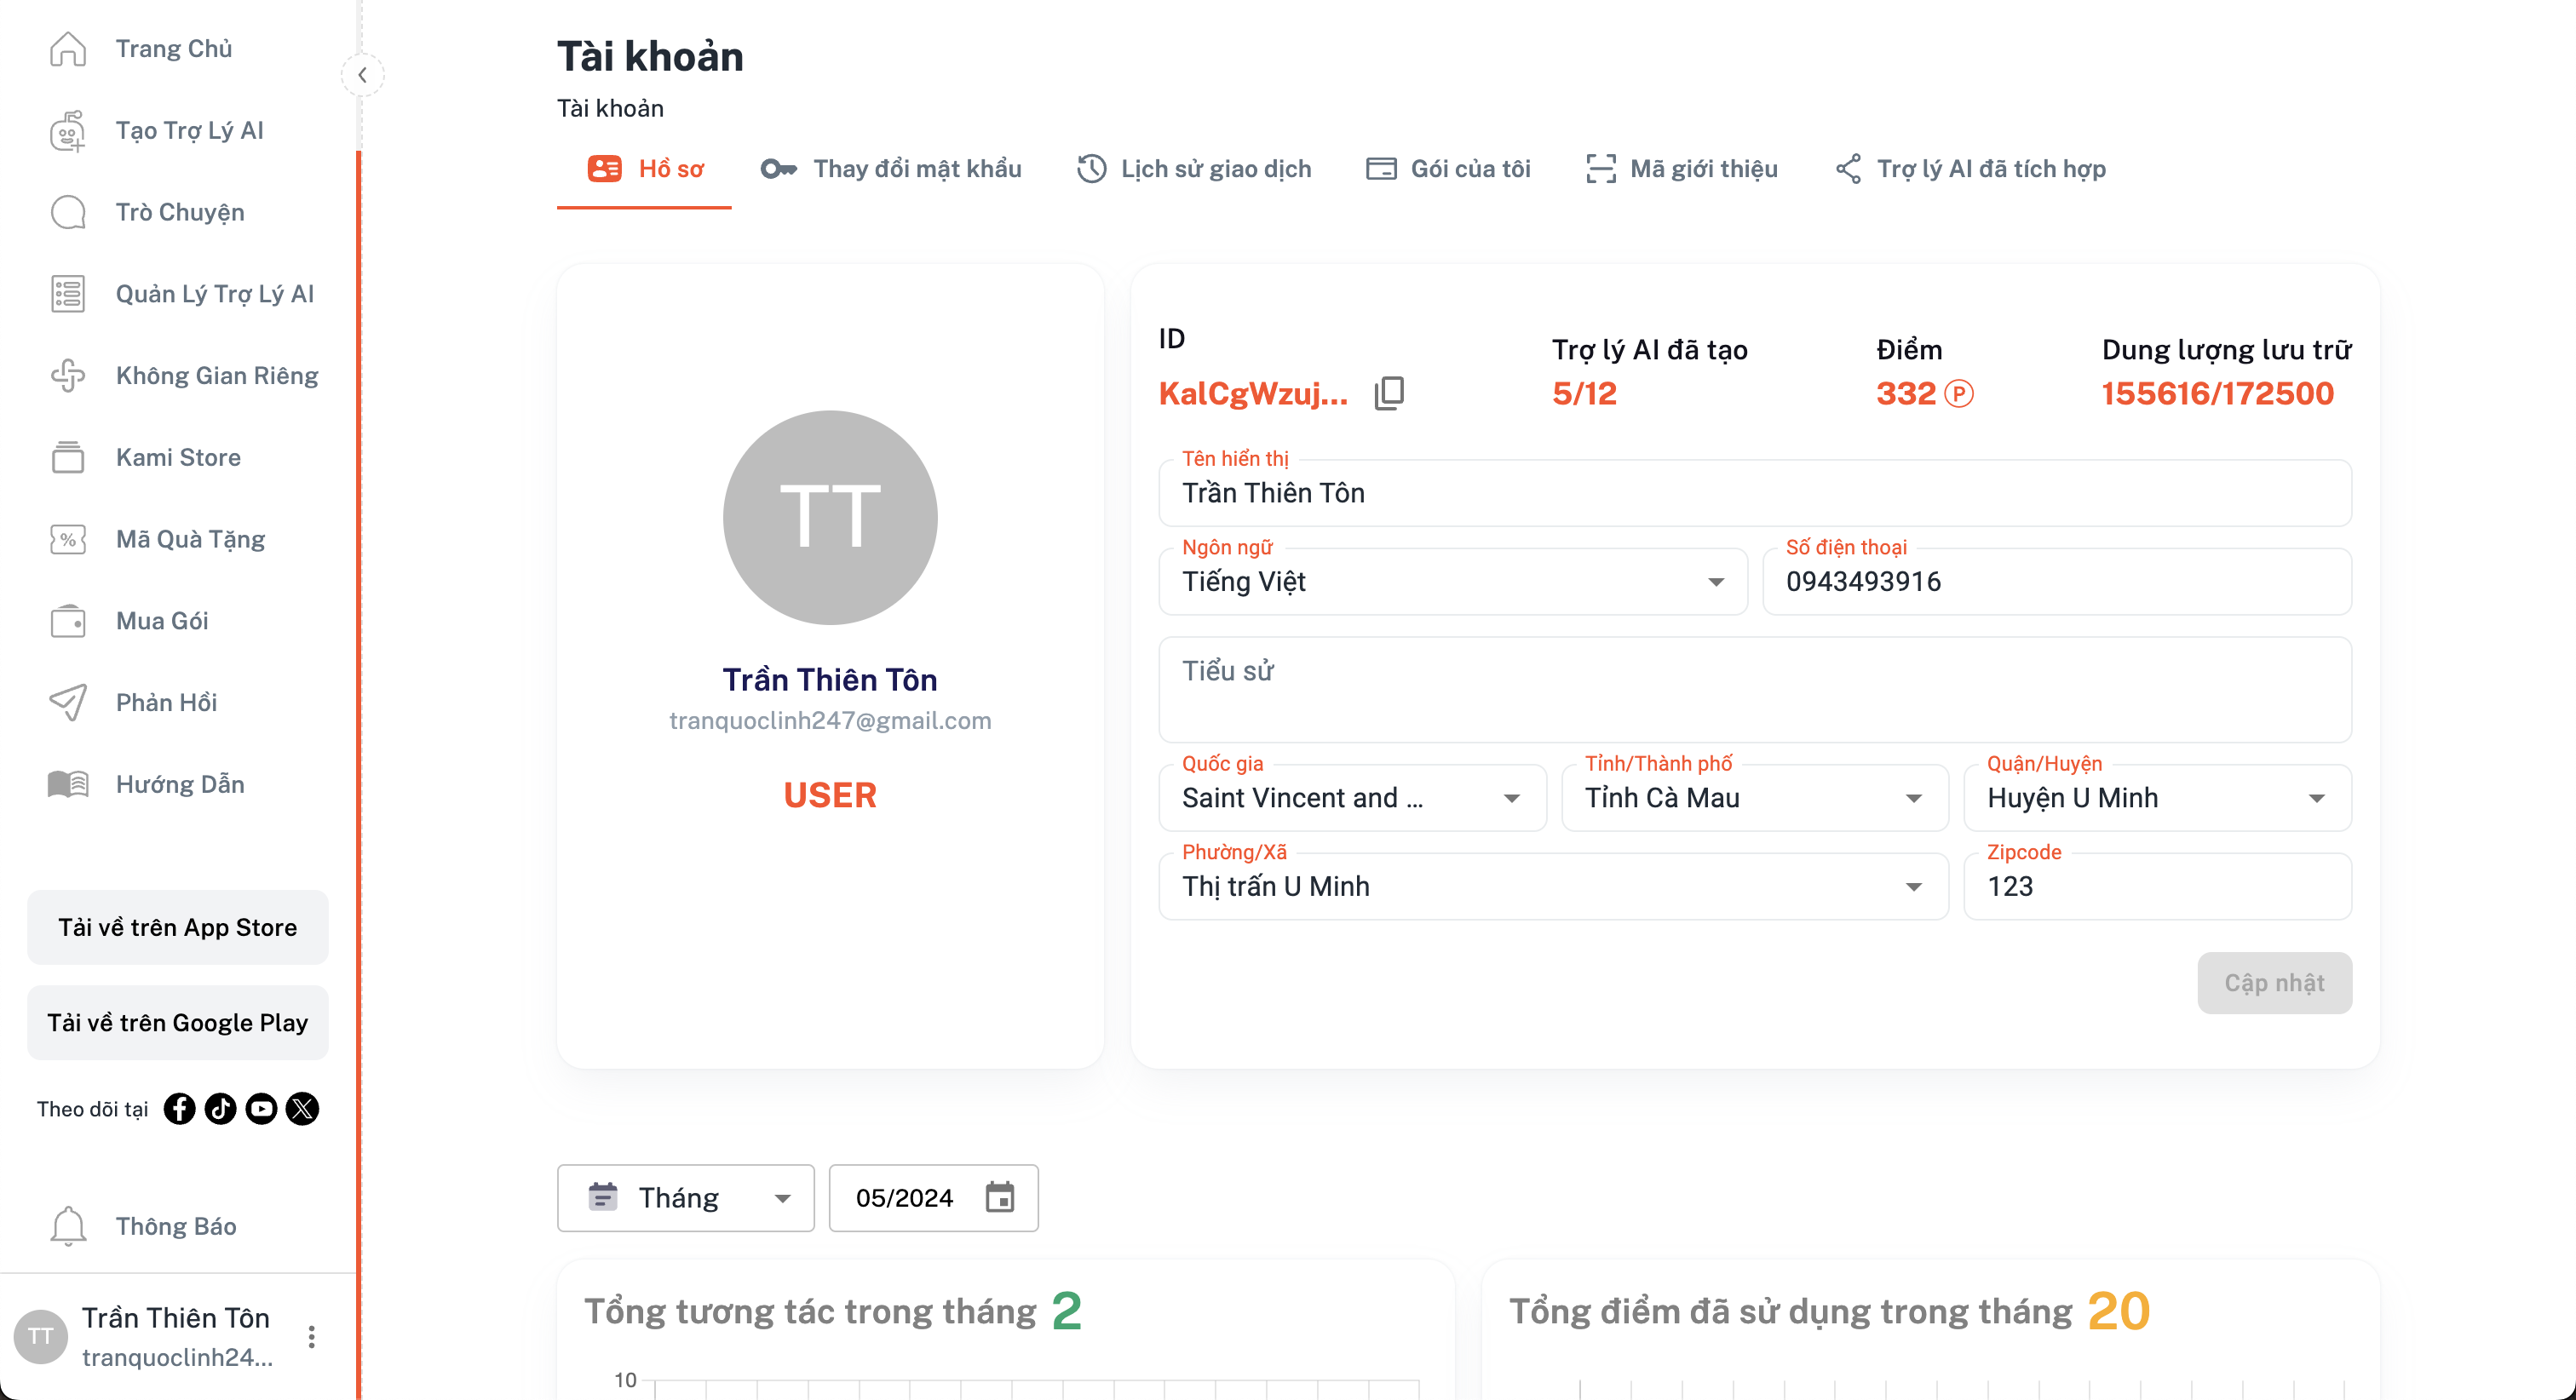 Trang Chủ
Tạo Trợ Lý AI
Trò Chuyện
Quản Lý Trợ Lý AI
Không Gian Riêng
Kami Store
Mã Quà Tặng
Mua Gói
Phản Hồi
Hướng Dẫn
Tải về trên App Store
Tải về trên Google Play
Theo dõi tại
Thông Báo
TT
Trần Thiên Tôn
tranquoclinh24...
Tài khoản
Tài khoản
Hồ sơ
Thay đổi mật khẩu
Lịch sử giao dịch
Gói của tôi
Mã giới thiệu
Trợ lý AI đã tích hợp
TT
Trần Thiên Tôn
tranquoclinh247@gmail.com
USER
ID
KalCgWzuj...
Trợ lý AI đã tạo
5/12
Điểm
332 P
Dung lượng lưu trữ
155616/172500
Tên hiển thị
Trần Thiên Tôn
Ngôn ngữ
Tiếng Việt
Số điện thoại
0943493916
Tiểu sử
Quốc gia
Saint Vincent and ...
Tỉnh/Thành phố
Tỉnh Cà Mau
Quận/Huyện
Huyện U Minh
Phường/Xã
Thị trấn U Minh
Zipcode
123
Cập nhật
Tháng
05/2024
Tổng tương tác trong tháng 2
10
Tổng điểm đã sử dụng trong tháng 20